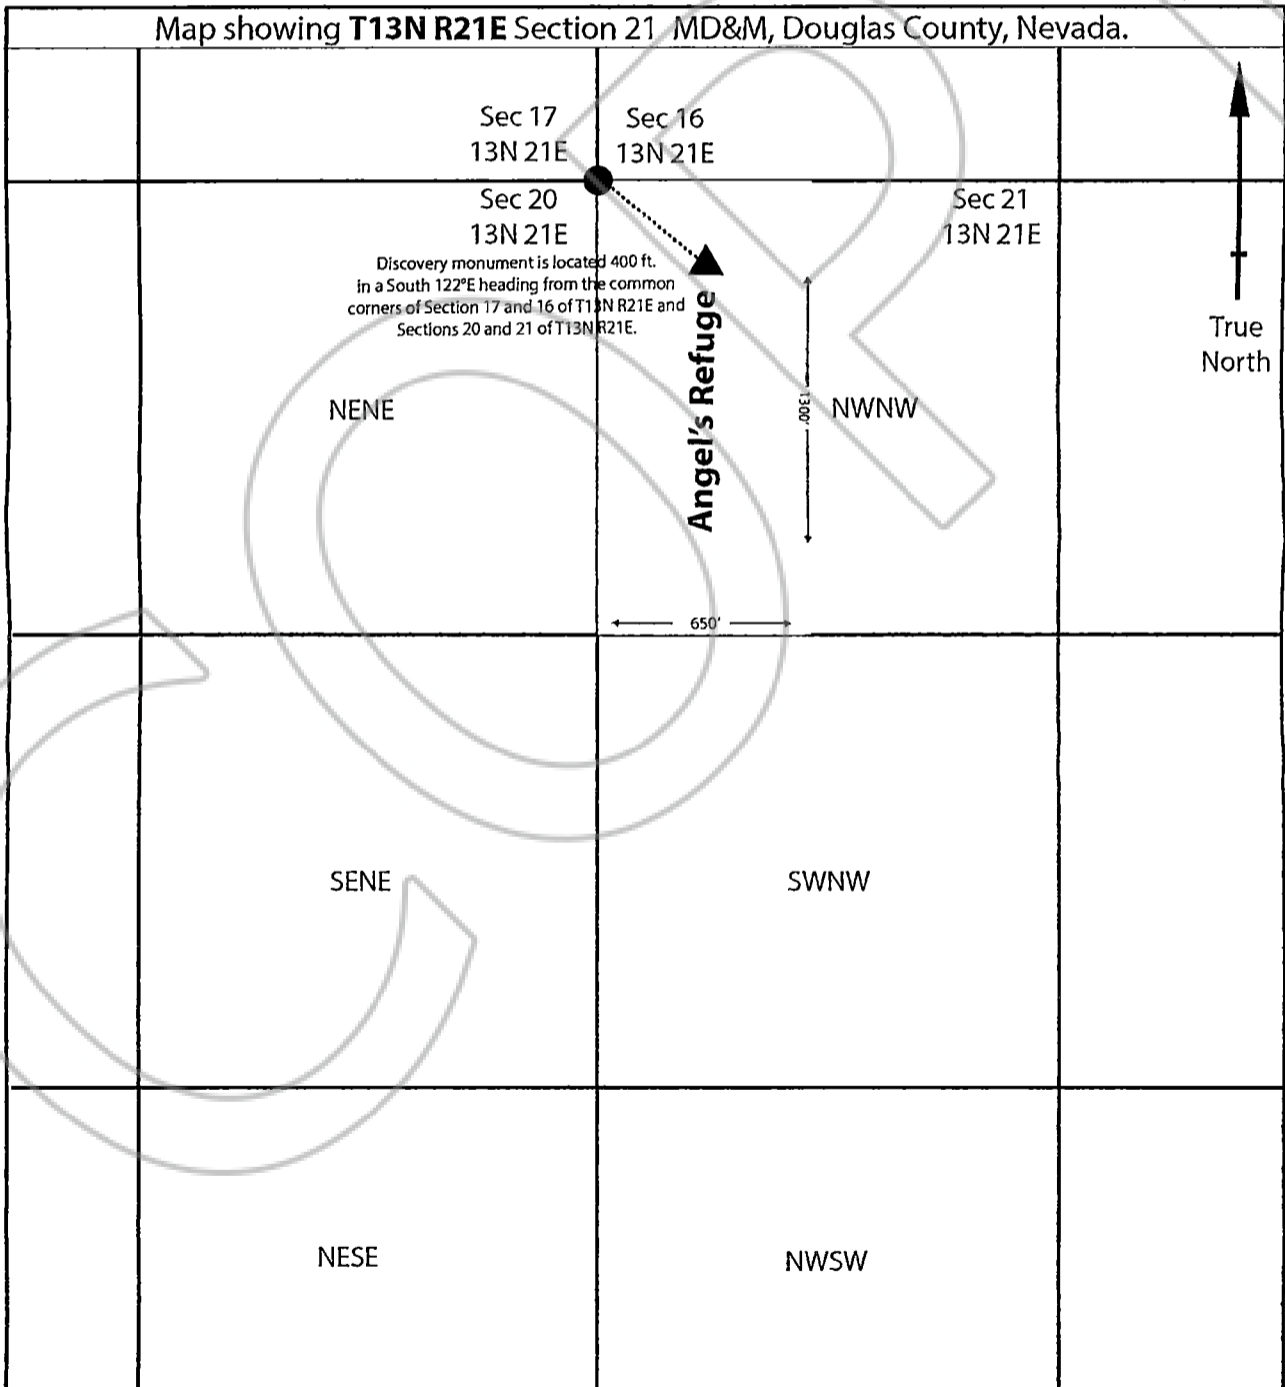 Map showing T13N R21E Section 21 MD&M, Douglas County, Nevada.
Sec 17
13N 21E
Sec 16
13N 21E
Sec 20
13N 21E
Sec 21
13N 21E
Discovery monument is located 400 ft.
in a South 122°E heading from the common
corners of Section 17 and 16 of T13N R21E and
Sections 20 and 21 of T13N R21E.
True
North
Angel's Refuge
NENE
1300'
NWNW
650'
SENE
SWNW
NESE
NWSW
COP